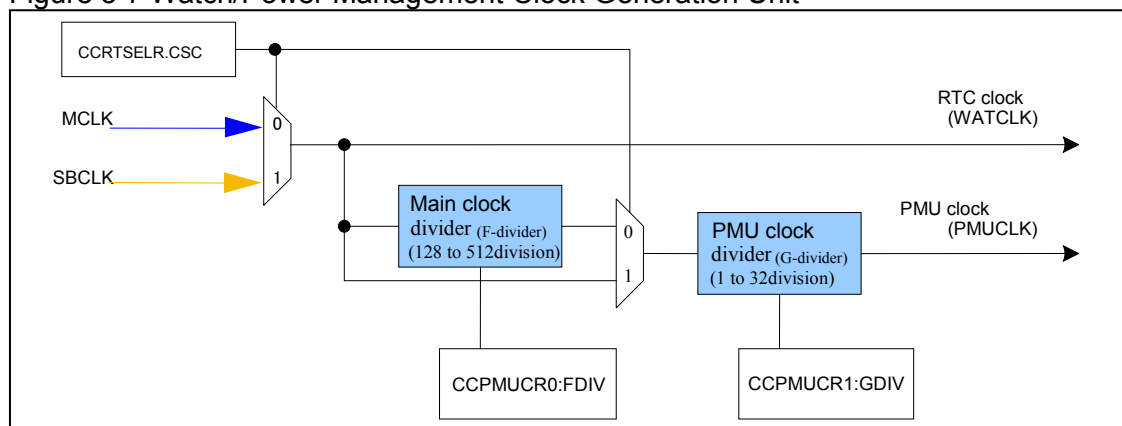 Figure 5-7 Watch/Power Management Clock Generation Unit
CCRTSELR.CSC
MCLK
SBCLK
0
1
RTC clock
(WATCLK)
Main clock
divider (F-divider)
(128 to 512division)
0
1
PMU clock
divider (G-divider)
(1 to 32division)
PMU clock
(PMUCLK)
CCPMUCR0:FDIV
CCPMUCR1:GDIV